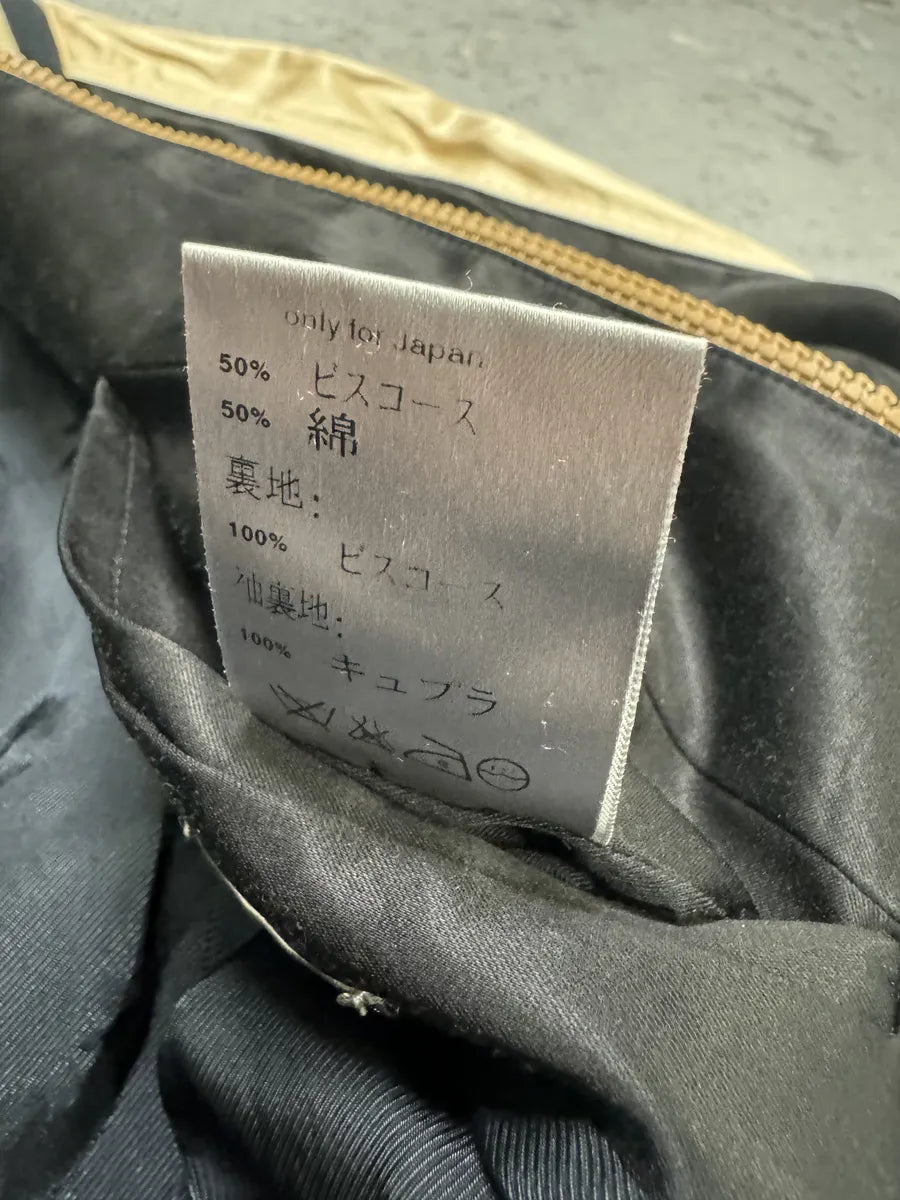 only for Japan
50% ビスコース
50% 綿
裏地:
100% ビスコース
袖裏地:
100% キュプラ